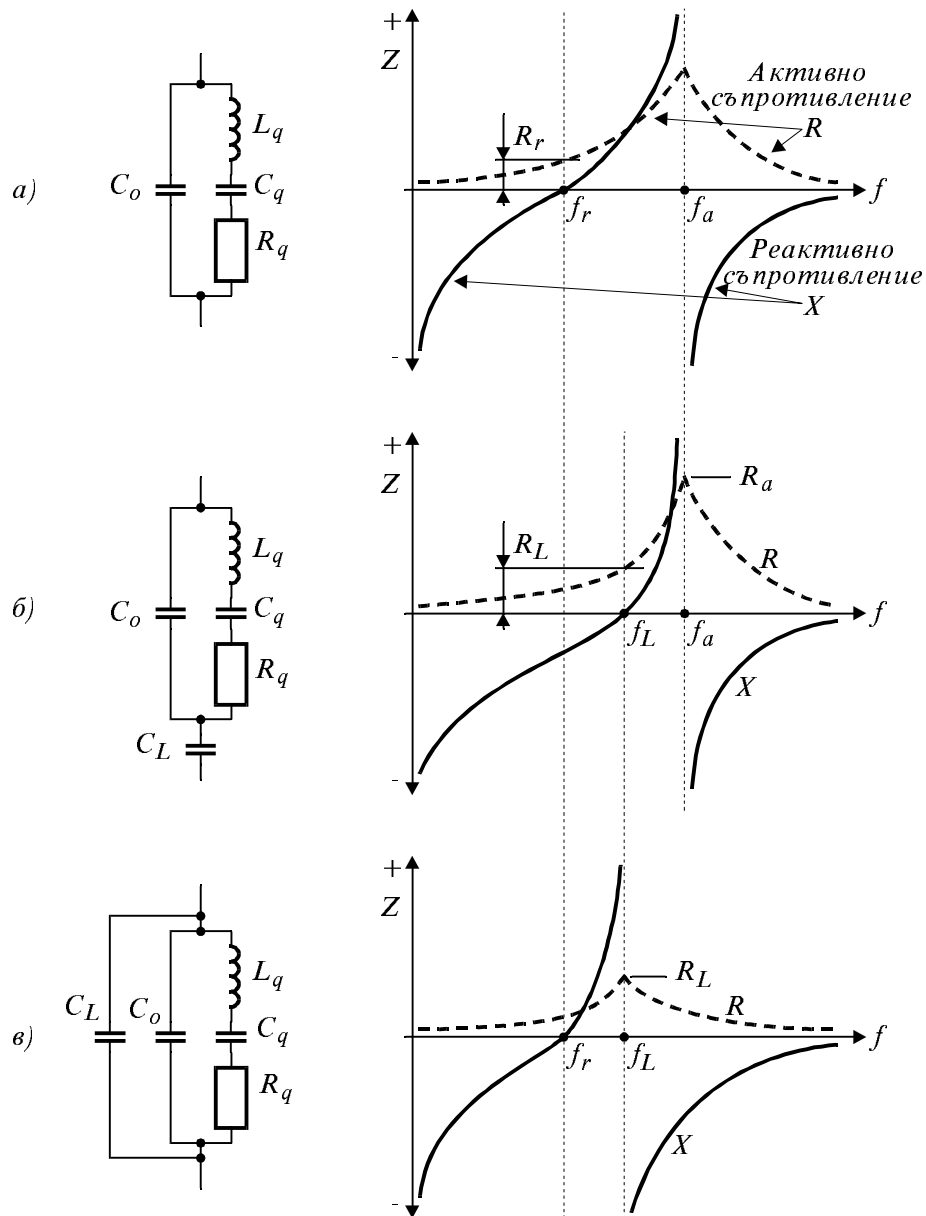 +
Z
Активно
съпротивление
R
R_r
L_q
C_o
C_q
R_q
а)
f_r
f_a
f
Реактивно
съпротивление
X
-
+
Z
R_a
R_L
R
L_q
C_o
C_q
R_q
б)
f_L
f_a
f
X
C_L
-
+
Z
R_L
R
L_q
C_L
C_o
C_q
R_q
в)
f_r
f_L
f
X
-